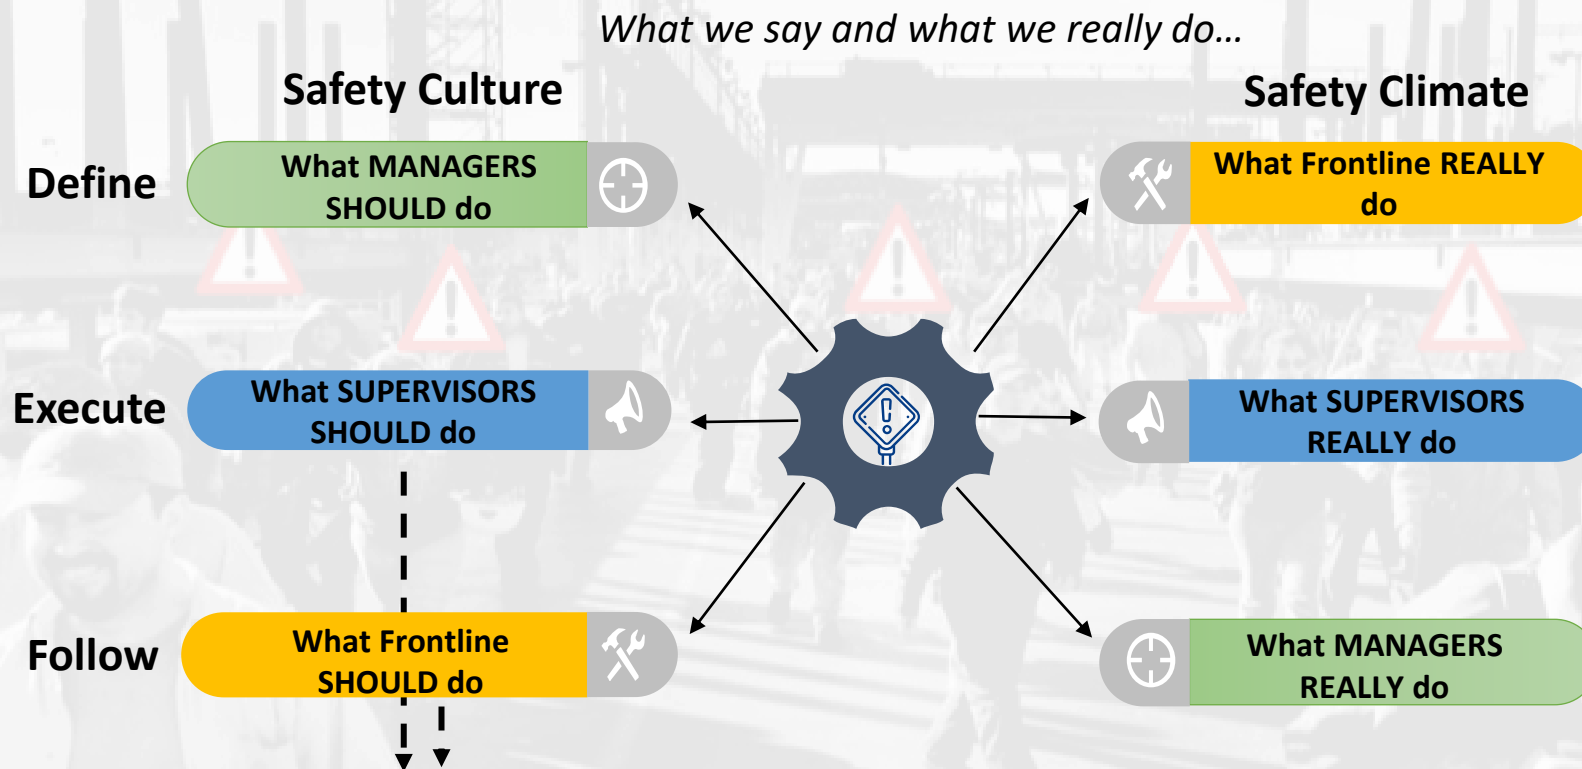 What we say and what we really do...
Safety Culture
Safety Climate
Define
What MANAGERS
SHOULD do
What Frontline REALLY
do
Execute
What SUPERVISORS
SHOULD do
What SUPERVISORS
REALLY do
Follow
What Frontline
SHOULD do
What MANAGERS
REALLY do